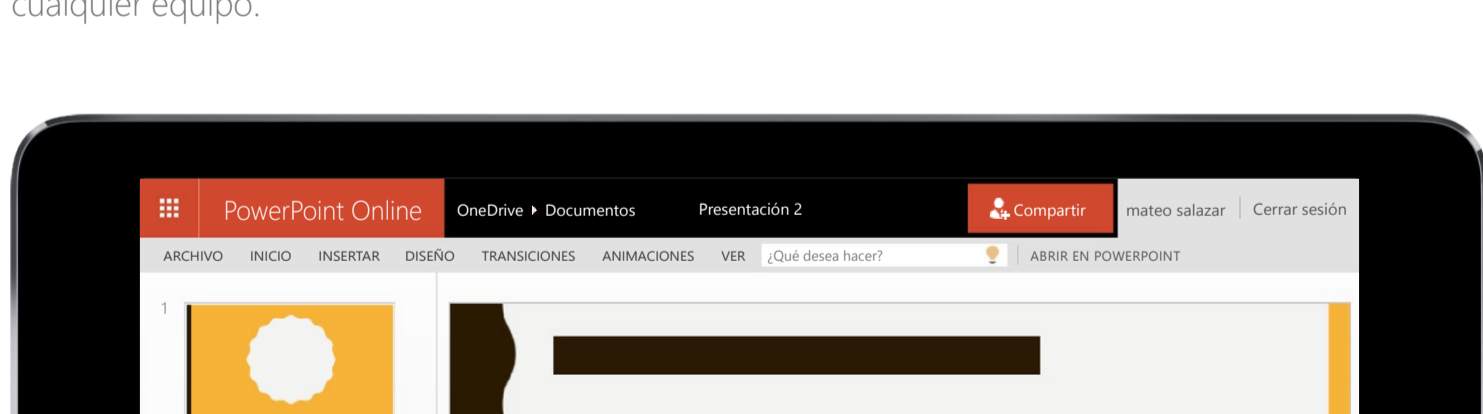 cualquier equipo.
PowerPoint Online OneDrive ▸ Documentos Presentación 2 Compartir mateo salazar Cerrar sesión
ARCHIVO INICIO INSERTAR DISEÑO TRANSICIONES ANIMACIONES VER ¿Qué desea hacer? ABRIR EN POWERPOINT
1